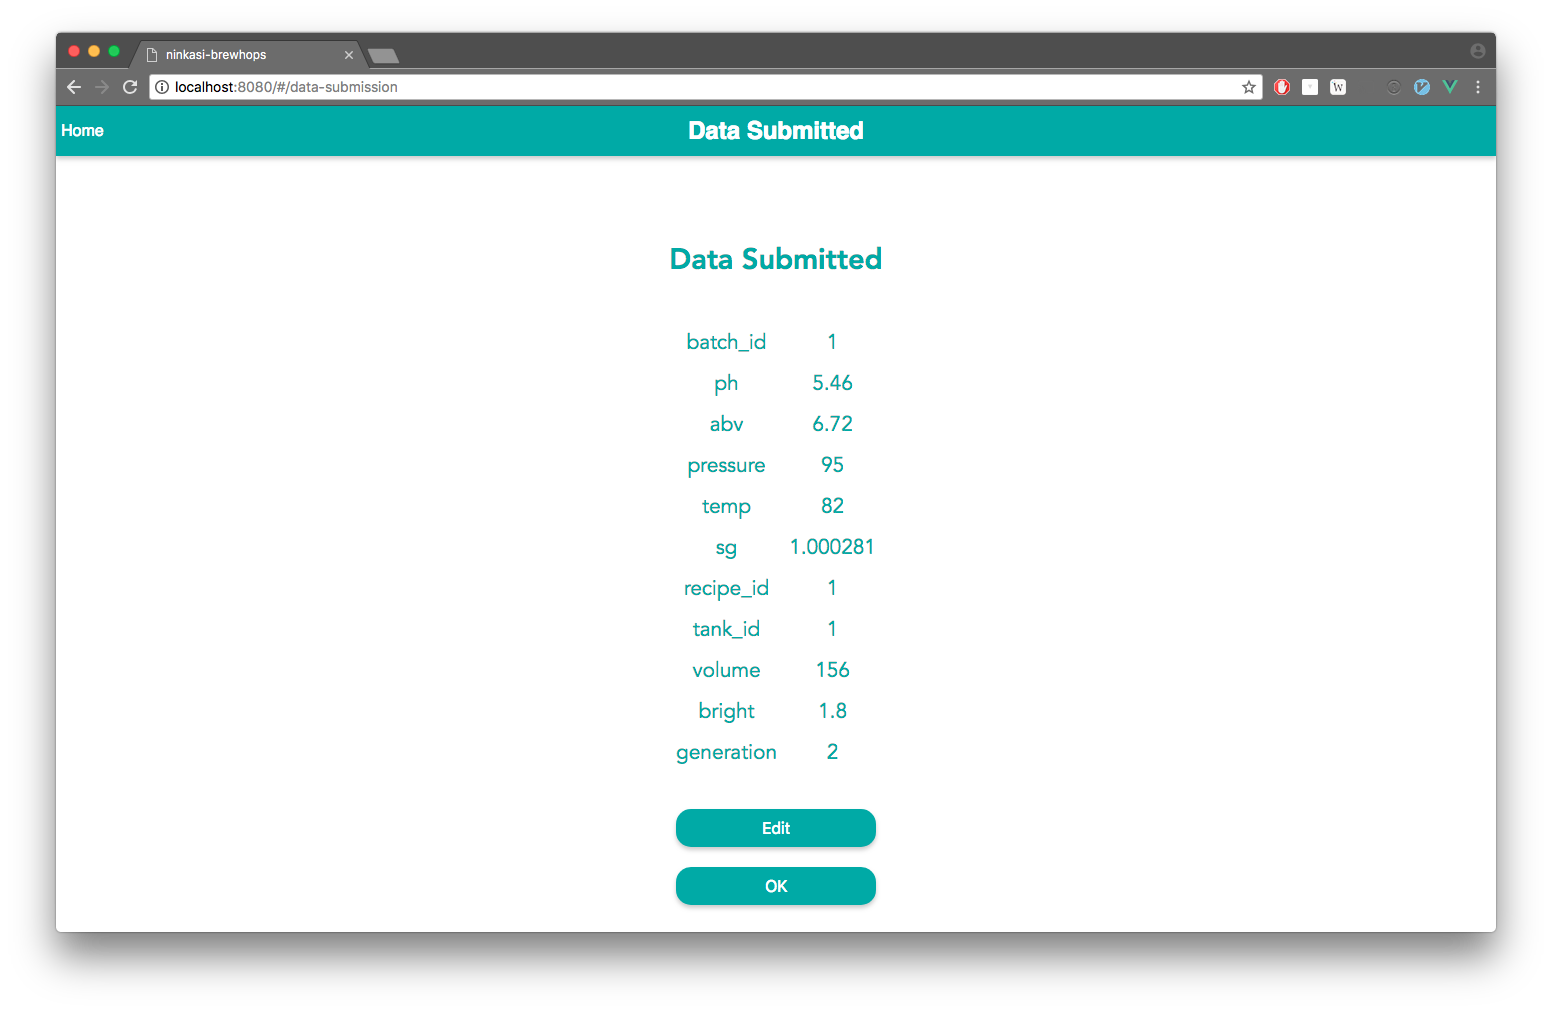 ninkasi-brewhops
localhost:8080/#/data-submission
W
Home
Data Submitted
Data Submitted
batch_id 1
ph 5.46
abv 6.72
pressure 95
temp 82
sg 1.000281
recipe_id 1
tank_id 1
volume 156
bright 1.8
generation 2
Edit
OK